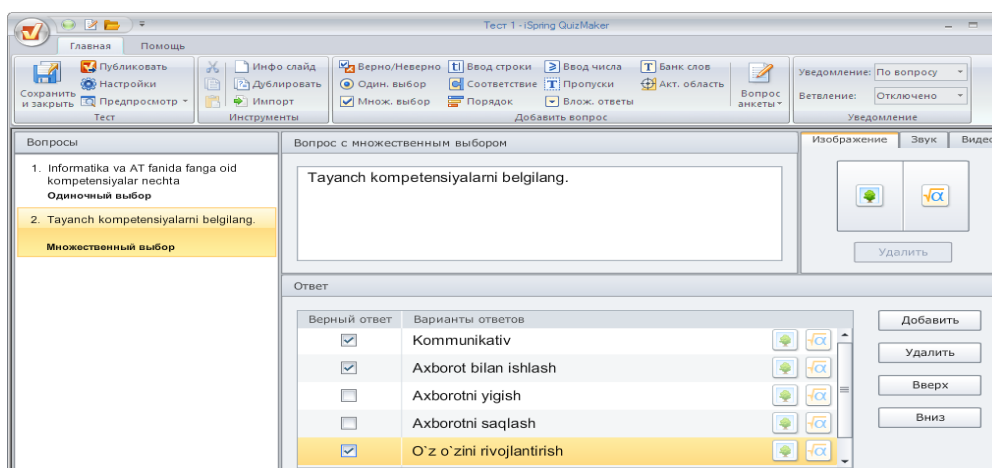 Тест 1 - iSpring QuizMaker
Главная Помощь
Сохранить и закрыть
Публиковать
Настройки
Предпросмотр
Тест
Инфо слайд
Дублировать
Импорт
Инструменты
Верно/Неверно
Один. выбор
Множ. выбор
Ввод строки
Соответствие
Порядок
Ввод числа
Пропуски
Влож. ответы
Банк слов
Акт. область
Вопрос анкеты
Добавить вопрос
Уведомление: По вопросу
Ветвление: Отключено
Уведомление
Вопросы
1. Informatika va AT fanida fanga oid
kompetensiyalar nechta
Одиночный выбор
2. Tayanch kompetensiyalarni belgilang.
Множественный выбор
Вопрос с множественным выбором
Tayanch kompetensiyalarni belgilang.
Изображение Звук Видео
Удалить
Ответ
Верный ответ Варианты ответов
Kommunikativ
Axborot bilan ishlash
Axborotni yigish
Axborotni saqlash
O`z o`zini rivojlantirish
Добавить
Удалить
Вверх
Вниз